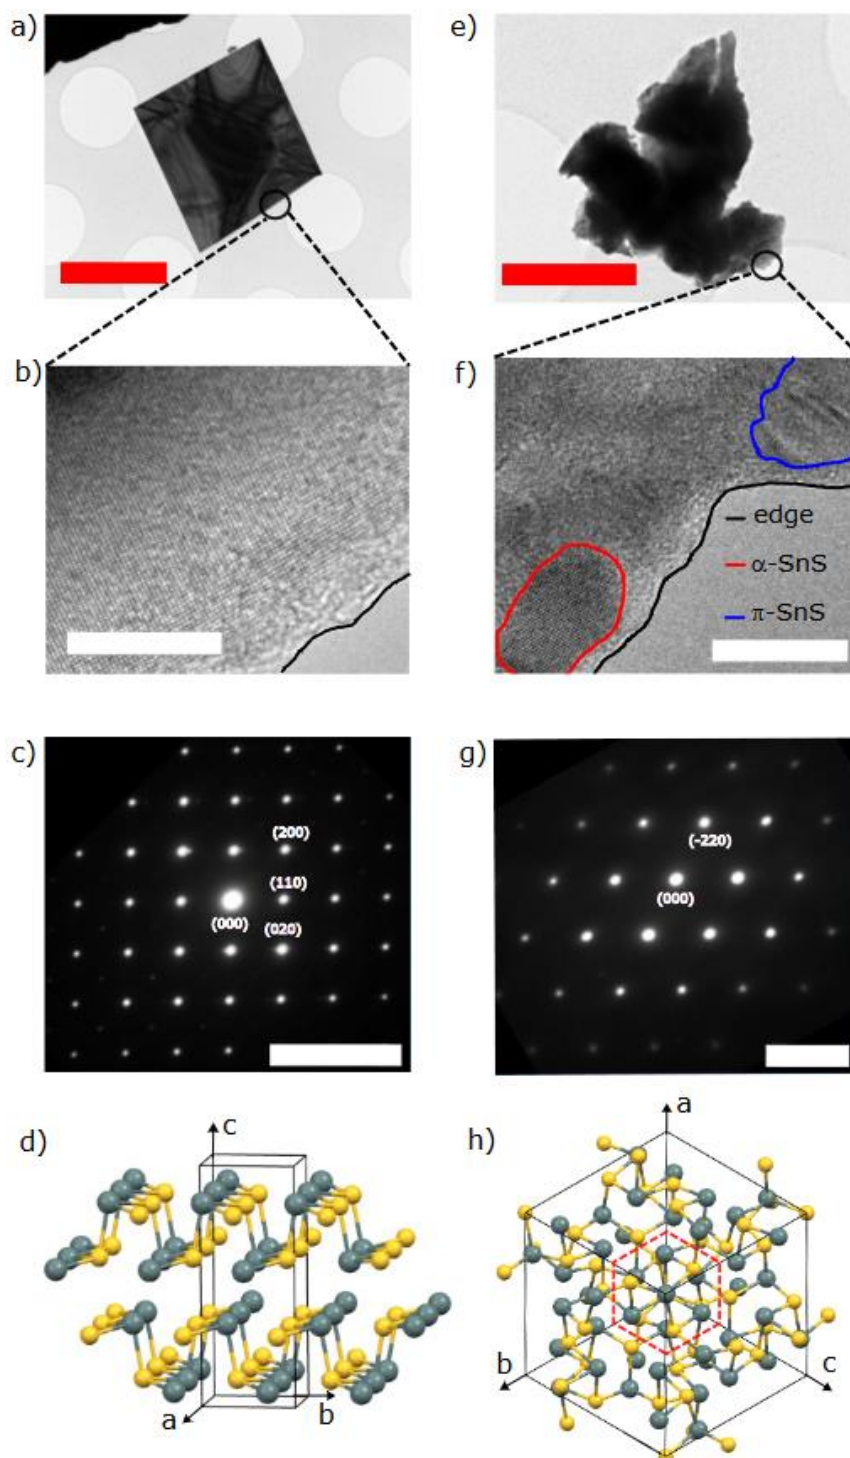 a)
e)
b)
f)
edge
α-SnS
π-SnS
c)
(200)
(110)
(000)
(020)
g)
(-220)
(000)
d)
c
a
b
h)
a
b
c